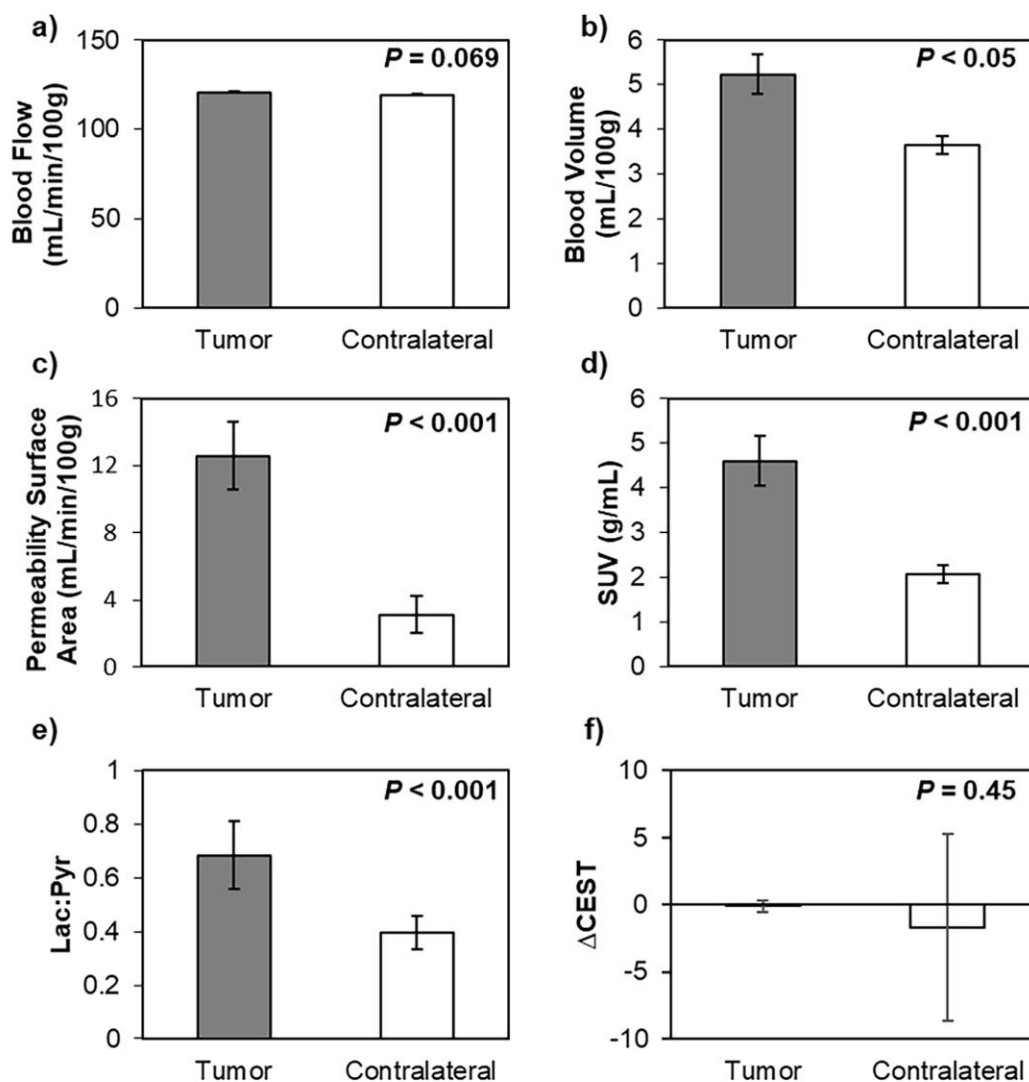 a)
150
100
50
0
Blood Flow
(mL/min/100g)
P = 0.069
Tumor Contralateral
b)
6
5
4
3
2
1
0
Blood Volume
(mL/100g)
P < 0.05
Tumor Contralateral
c)
16
12
8
4
0
Permeability Surface
Area (mL/min/100g)
P < 0.001
Tumor Contralateral
d)
6
5
4
3
2
1
0
SUV (g/mL)
P < 0.001
Tumor Contralateral
e)
1
0.8
0.6
0.4
0.2
0
Lac:Pyr
P < 0.001
Tumor Contralateral
f)
10
5
0
-5
-10
ΔCEST
P = 0.45
Tumor Contralateral